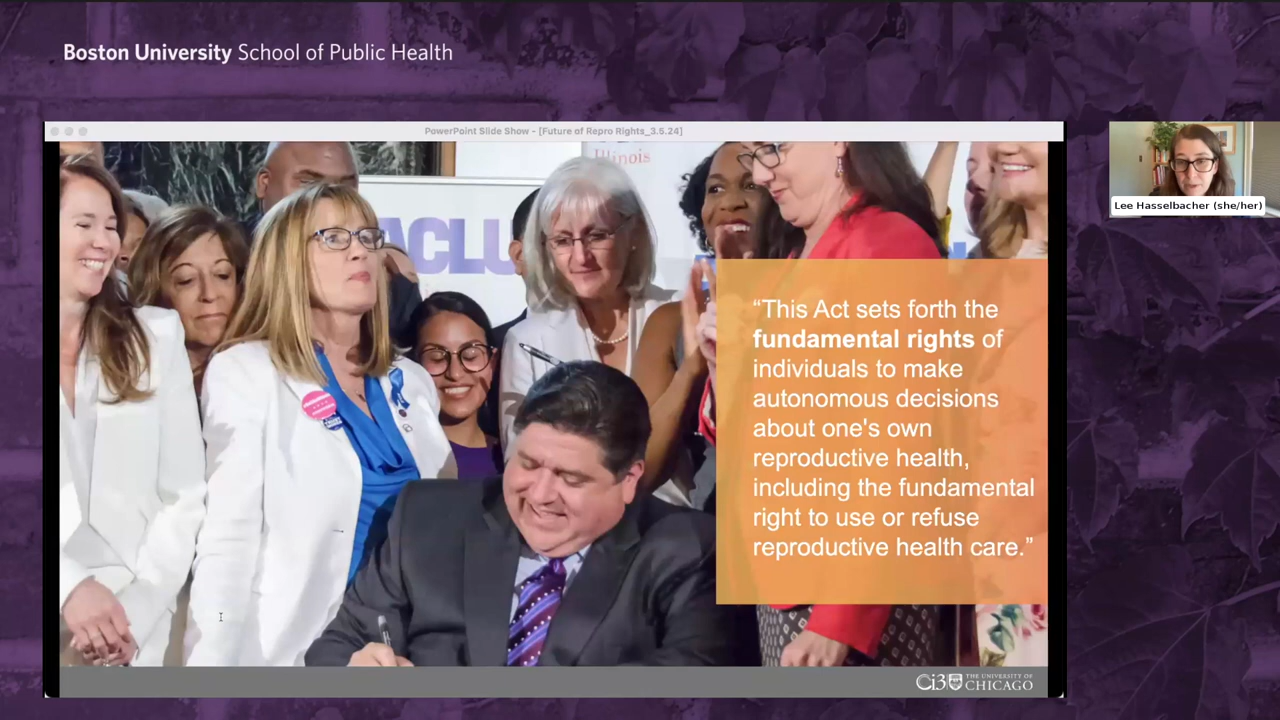 Boston University School of Public Health
PowerPoint Slide Show - [Future of Repro Rights_3.5.24]
Illinois
ACLU
“This Act sets forth the
fundamental rights of
individuals to make
autonomous decisions
about one's own
reproductive health,
including the fundamental
right to use or refuse
reproductive health care.”
Lee Hasselbacher (she/her)
Ci3 THE UNIVERSITY OF
CHICAGO